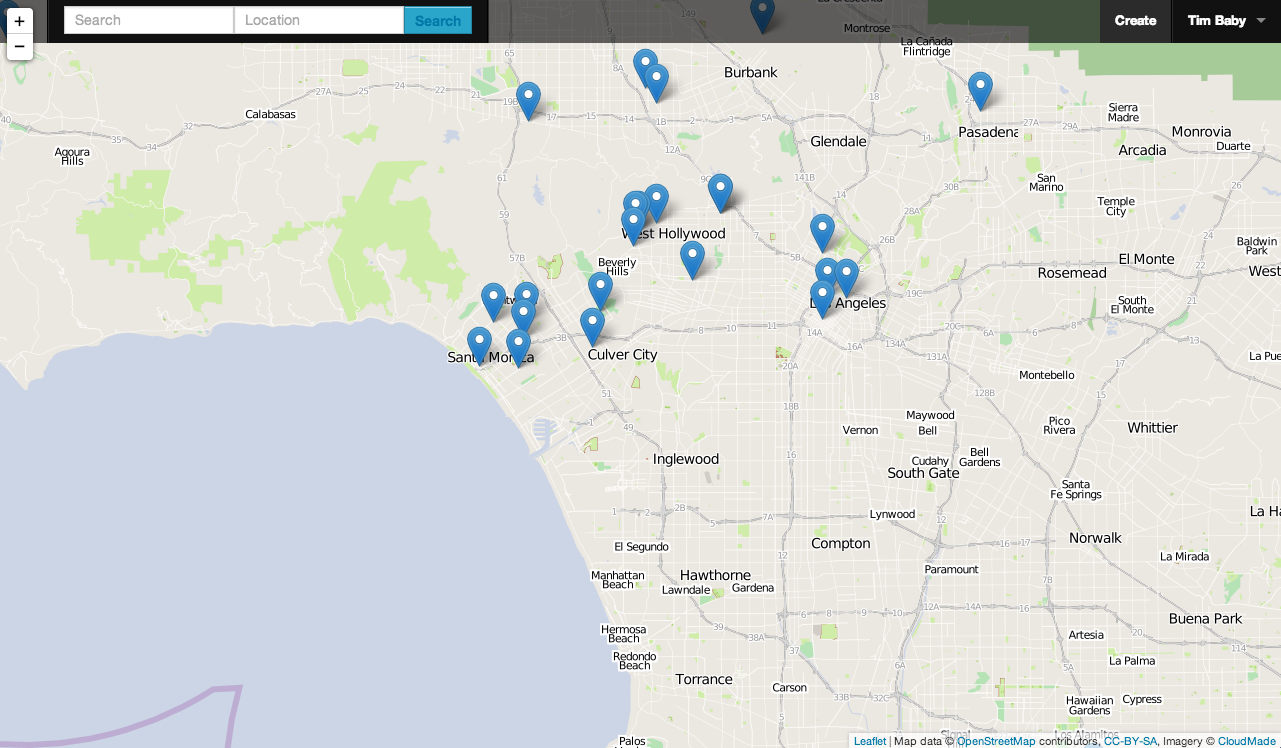 +
−
Search
Location
Search
Create
Tim Baby
Montrose
La Cañada
Flintridge
Burbank
Calabasas
Sierra
Madre
Pasadena
Monrovia
Glendale
Arcadia
Duarte
Agoura
Hills
San
Marino
Temple
City
West Hollywood
Baldwin
Park
Beverly
Hills
El Monte
West
Rosemead
Los Angeles
South
El Monte
Santa Monica
Culver City
La Pue
Montebello
Maywood
Bell
Vernon
Pico
Rivera
Whittier
Inglewood
Cudahy
Bell
Gardens
South Gate
Santa
Fe Springs
Lynwood
La Ha
El Segundo
Compton
Norwalk
La Mirada
Manhattan
Beach
Hawthorne
Lawndale
Gardena
Paramount
Buena Park
Hermosa
Beach
Artesia
Redondo
Beach
La Palma
Torrance
Carson
Hawaiian
Gardens
Cypress
Signal
Los Alamitos
Palos
Leaflet | Map data © OpenStreetMap contributors, CC-BY-SA, Imagery © CloudMade